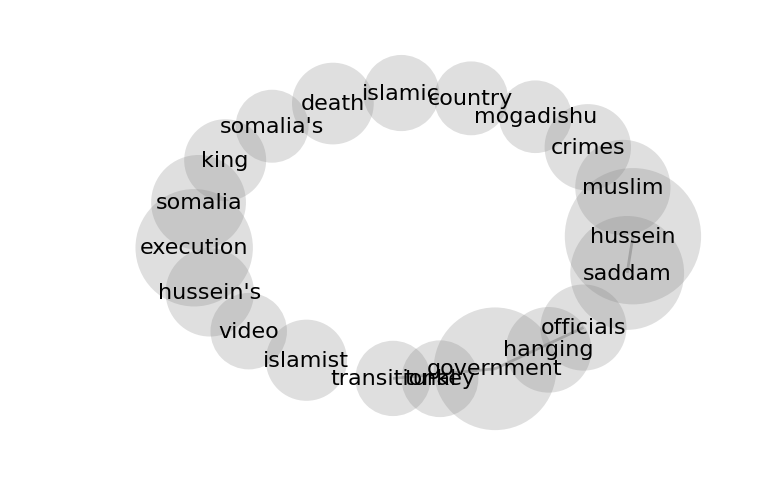 islamic
country
death
mogadishu
somalia's
crimes
king
muslim
somalia
hussein
execution
saddam
hussein's
officials
video
hanging
islamist
government
transitional
turkey